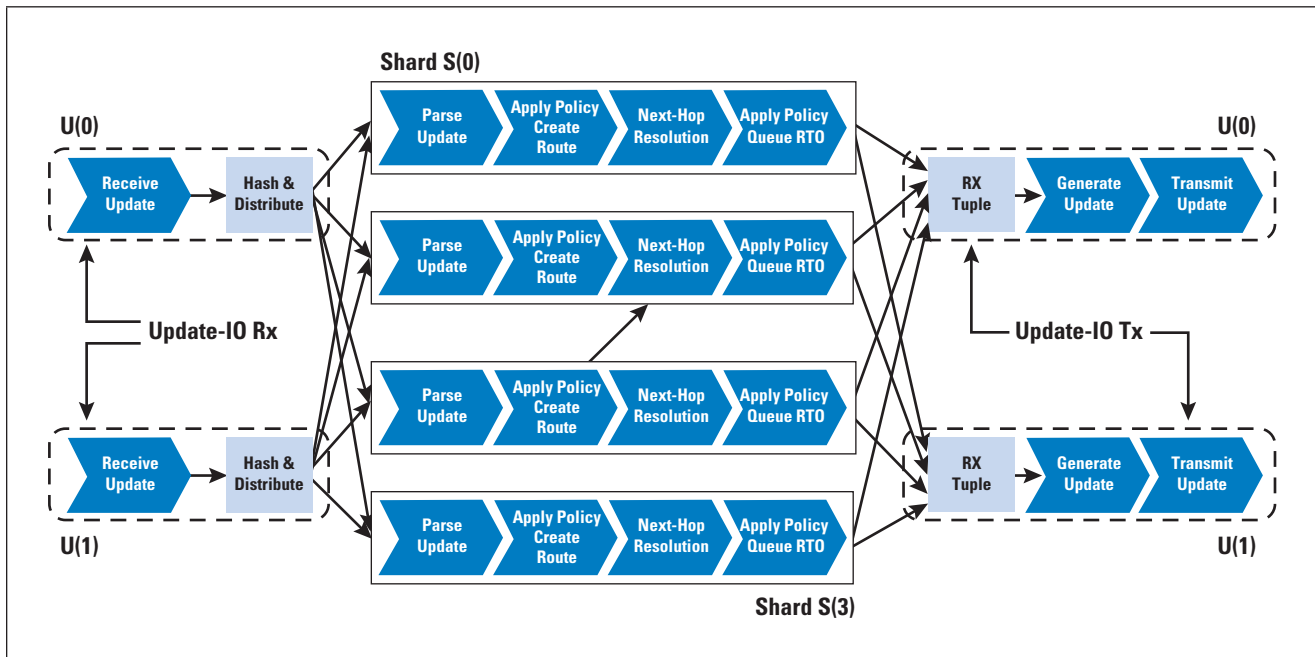 Shard S(0)
Parse
Update
Apply Policy
Create
Route
Next-Hop
Resolution
Apply Policy
Queue RTO
U(0)
Receive
Update
Hash &
Distribute
Parse
Update
Apply Policy
Create
Route
Next-Hop
Resolution
Apply Policy
Queue RTO
U(0)
RX
Tuple
Generate
Update
Transmit
Update
Update-IO Rx
Update-IO Tx
Parse
Update
Apply Policy
Create
Route
Next-Hop
Resolution
Apply Policy
Queue RTO
Receive
Update
Hash &
Distribute
U(1)
Parse
Update
Apply Policy
Create
Route
Next-Hop
Resolution
Apply Policy
Queue RTO
RX
Tuple
Generate
Update
Transmit
Update
U(1)
Shard S(3)